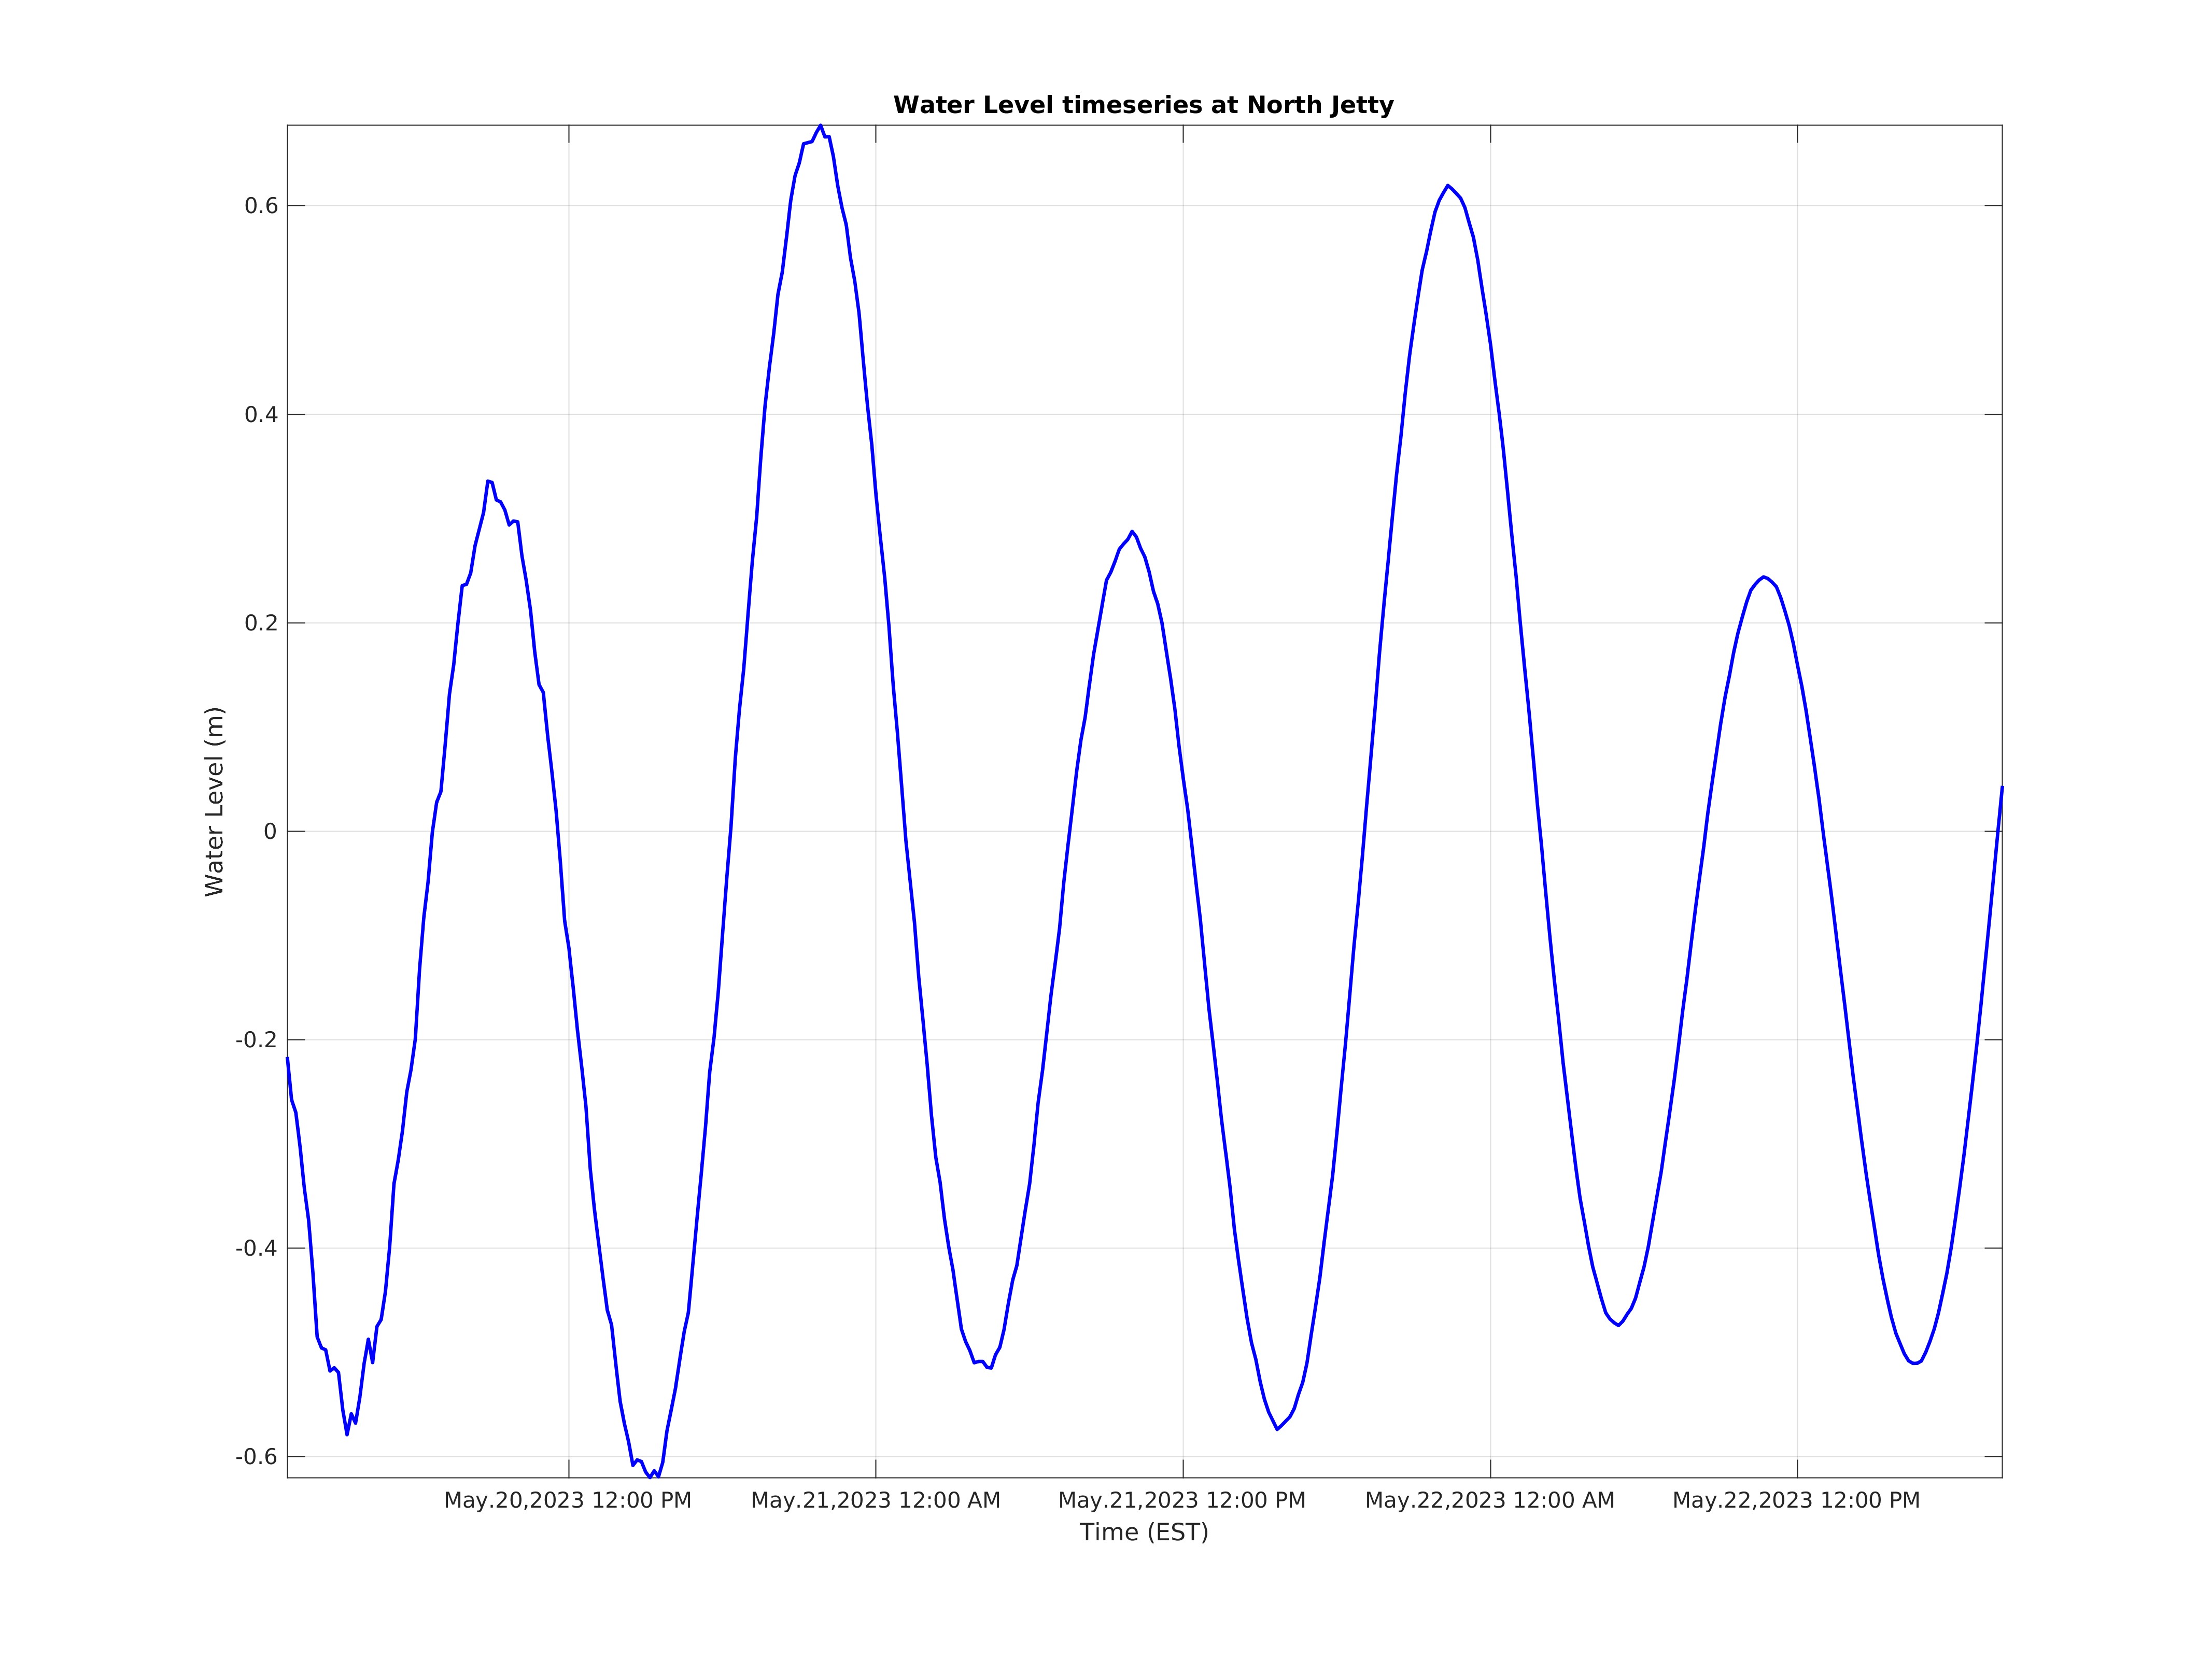 Water Level timeseries at North Jetty
0.6
0.4
0.2
0
-0.2
-0.4
-0.6
Water Level (m)
May.20,2023 12:00 PM May.21,2023 12:00 AM May.21,2023 12:00 PM May.22,2023 12:00 AM May.22,2023 12:00 PM
Time (EST)